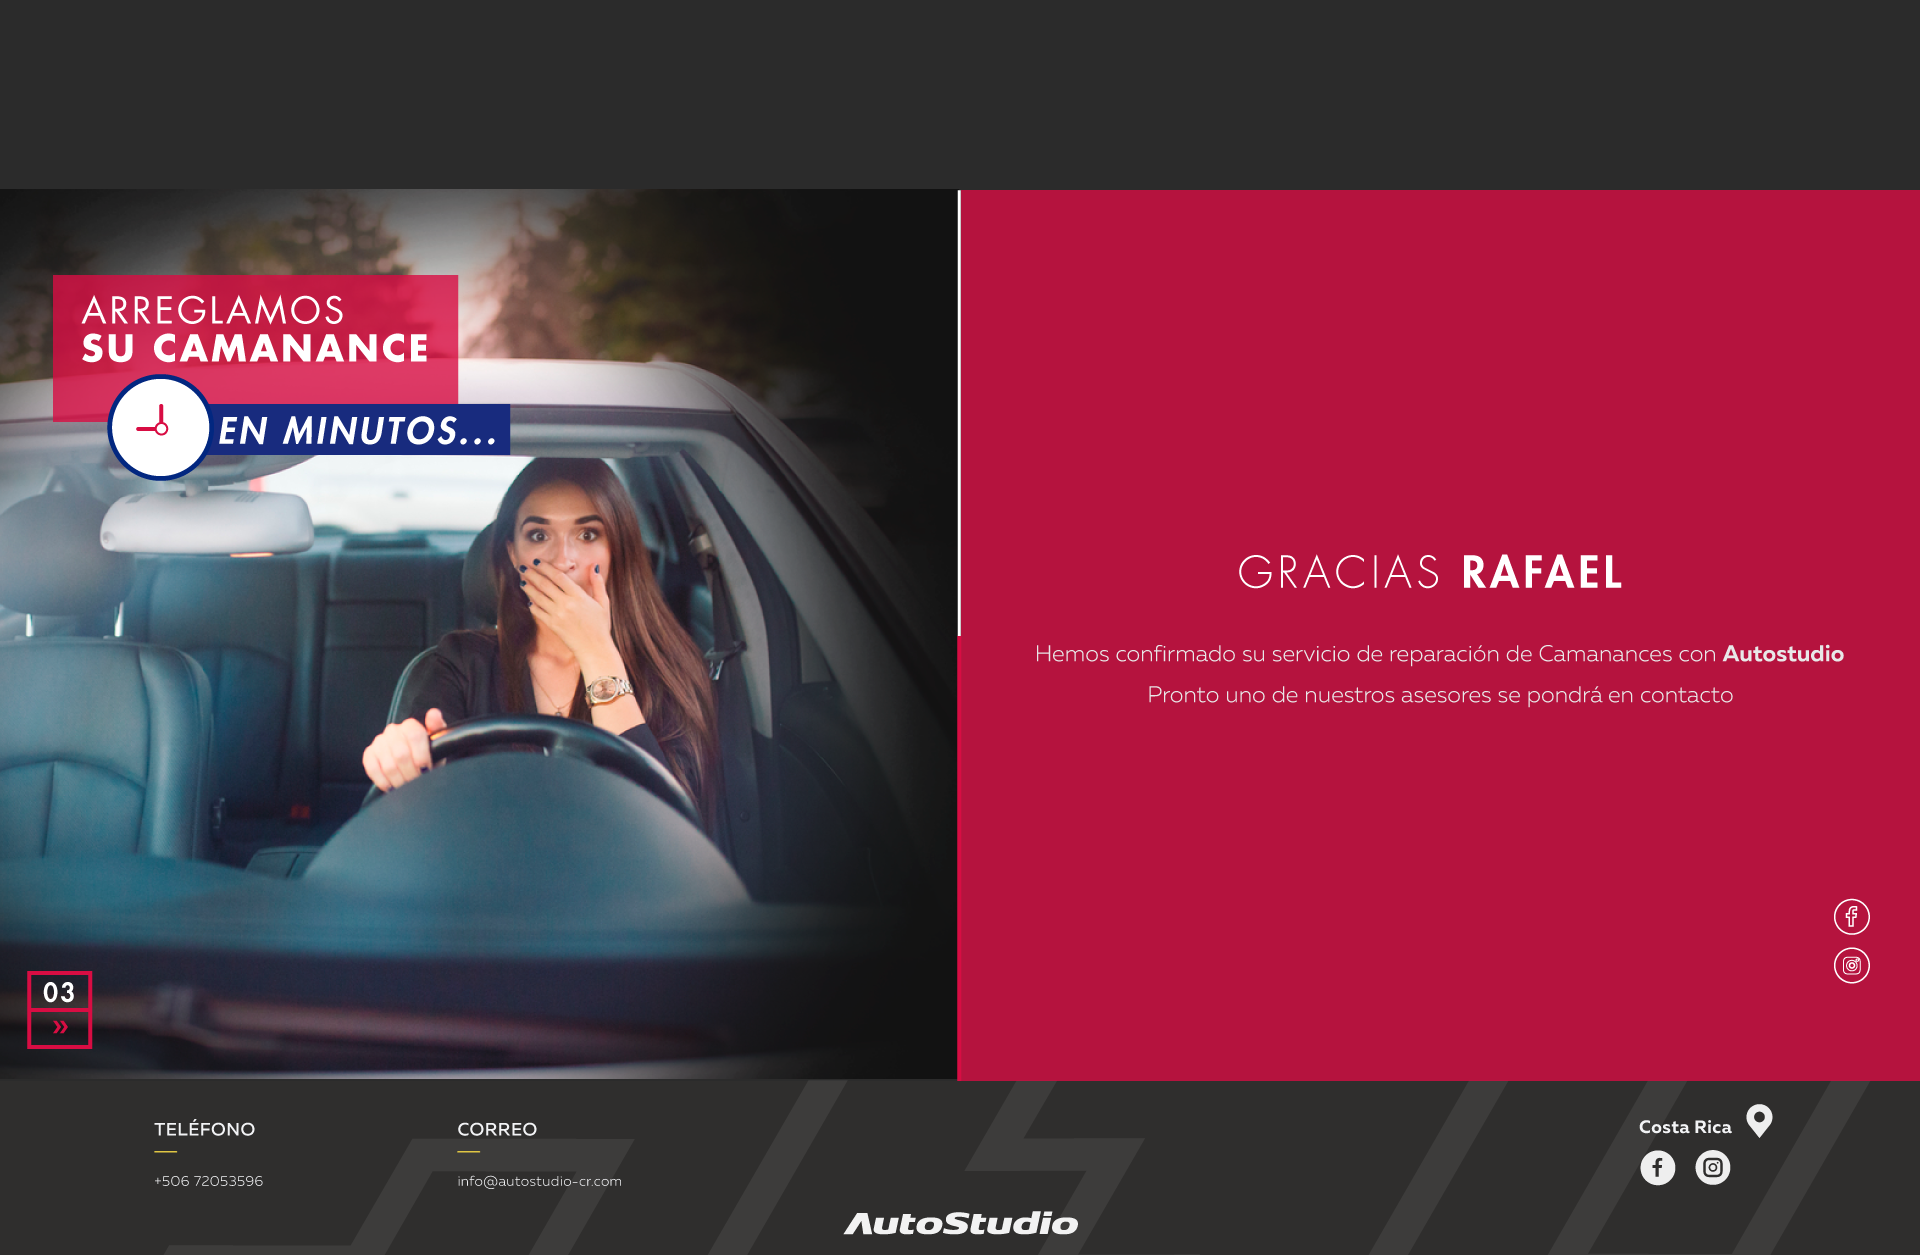 ARREGLAMOS
SU CAMANANCE
EN MINUTOS...
03
»
GRACIAS RAFAEL
Hemos confirmado su servicio de reparación de Camanances con Autostudio
Pronto uno de nuestros asesores se pondrá en contacto
TELÉFONO
+506 72053596
CORREO
info@autostudio-cr.com
Costa Rica
AutoStudio